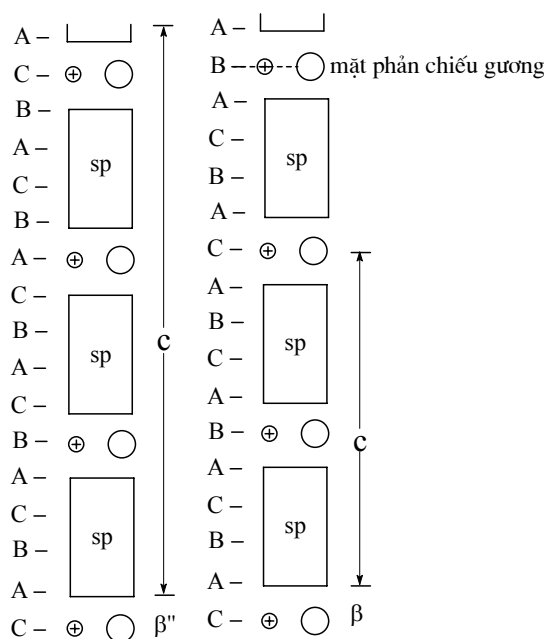 A –
C –
B –
A –
sp
C –
B –
A –
C –
B –
sp
A –
C –
B –
A –
C –
sp
B –
A –
C –
c
β"
A –
B – mặt phản chiếu gương
A –
C –
sp
B –
A –
C –
A –
B –
sp
C –
A –
B –
A –
C –
sp
B –
A –
C –
c
β